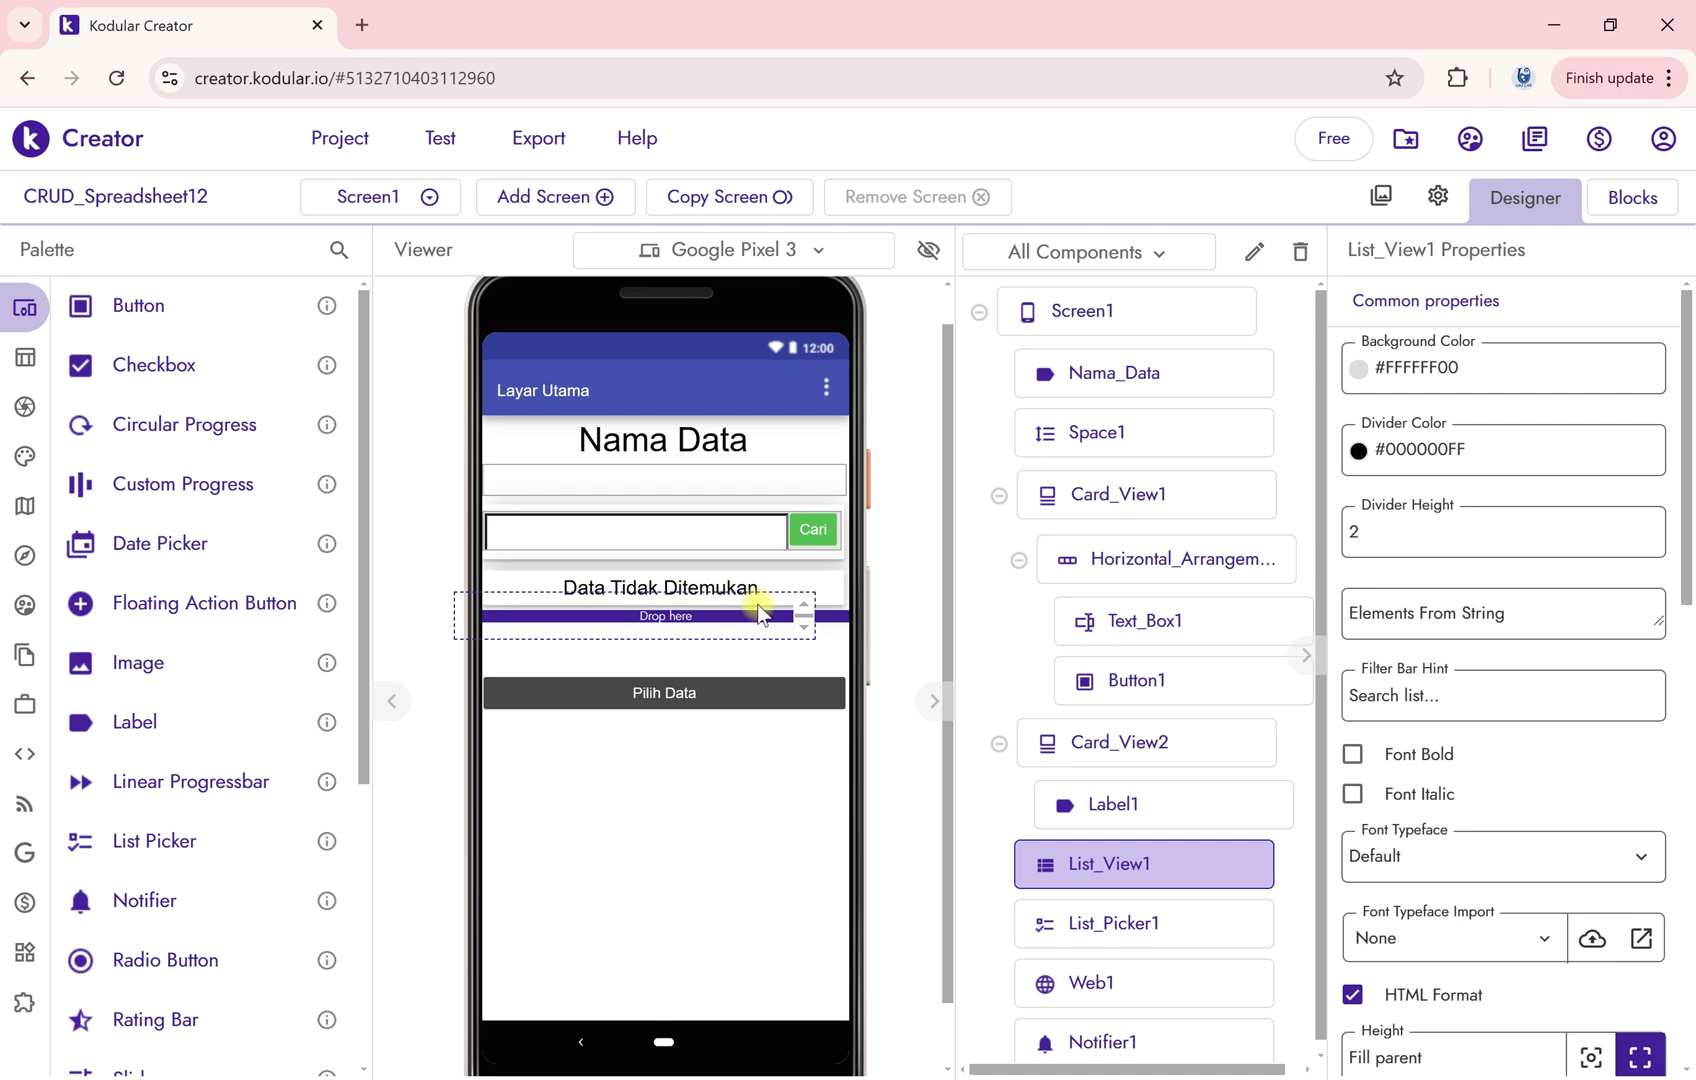 Kodular Creator
creator.kodular.io/#5132710403112960
Finish update
Creator
Project
Test
Export
Help
Free
CRUD_Spreadsheet12
Screen1
Add Screen
Copy Screen
Remove Screen
Designer
Blocks
Palette
Viewer
Google Pixel 3
All Components
List_View1 Properties
Button
Checkbox
Circular Progress
Custom Progress
Date Picker
Floating Action Button
Image
Label
Linear Progressbar
List Picker
Notifier
Radio Button
Rating Bar
12:00
Layar Utama
Nama Data
Cari
Data Tidak Ditemukan
Drop here
Pilih Data
Screen1
Nama_Data
Space1
Card_View1
Horizontal_Arrangem...
Text_Box1
Button1
Card_View2
Label1
List_View1
List_Picker1
Web1
Notifier1
Common properties
Background Color
#FFFFFF00
Divider Color
#000000FF
Divider Height
2
Elements From String
Filter Bar Hint
Search list...
Font Bold
Font Italic
Font Typeface
Default
Font Typeface Import
None
HTML Format
Height
Fill parent